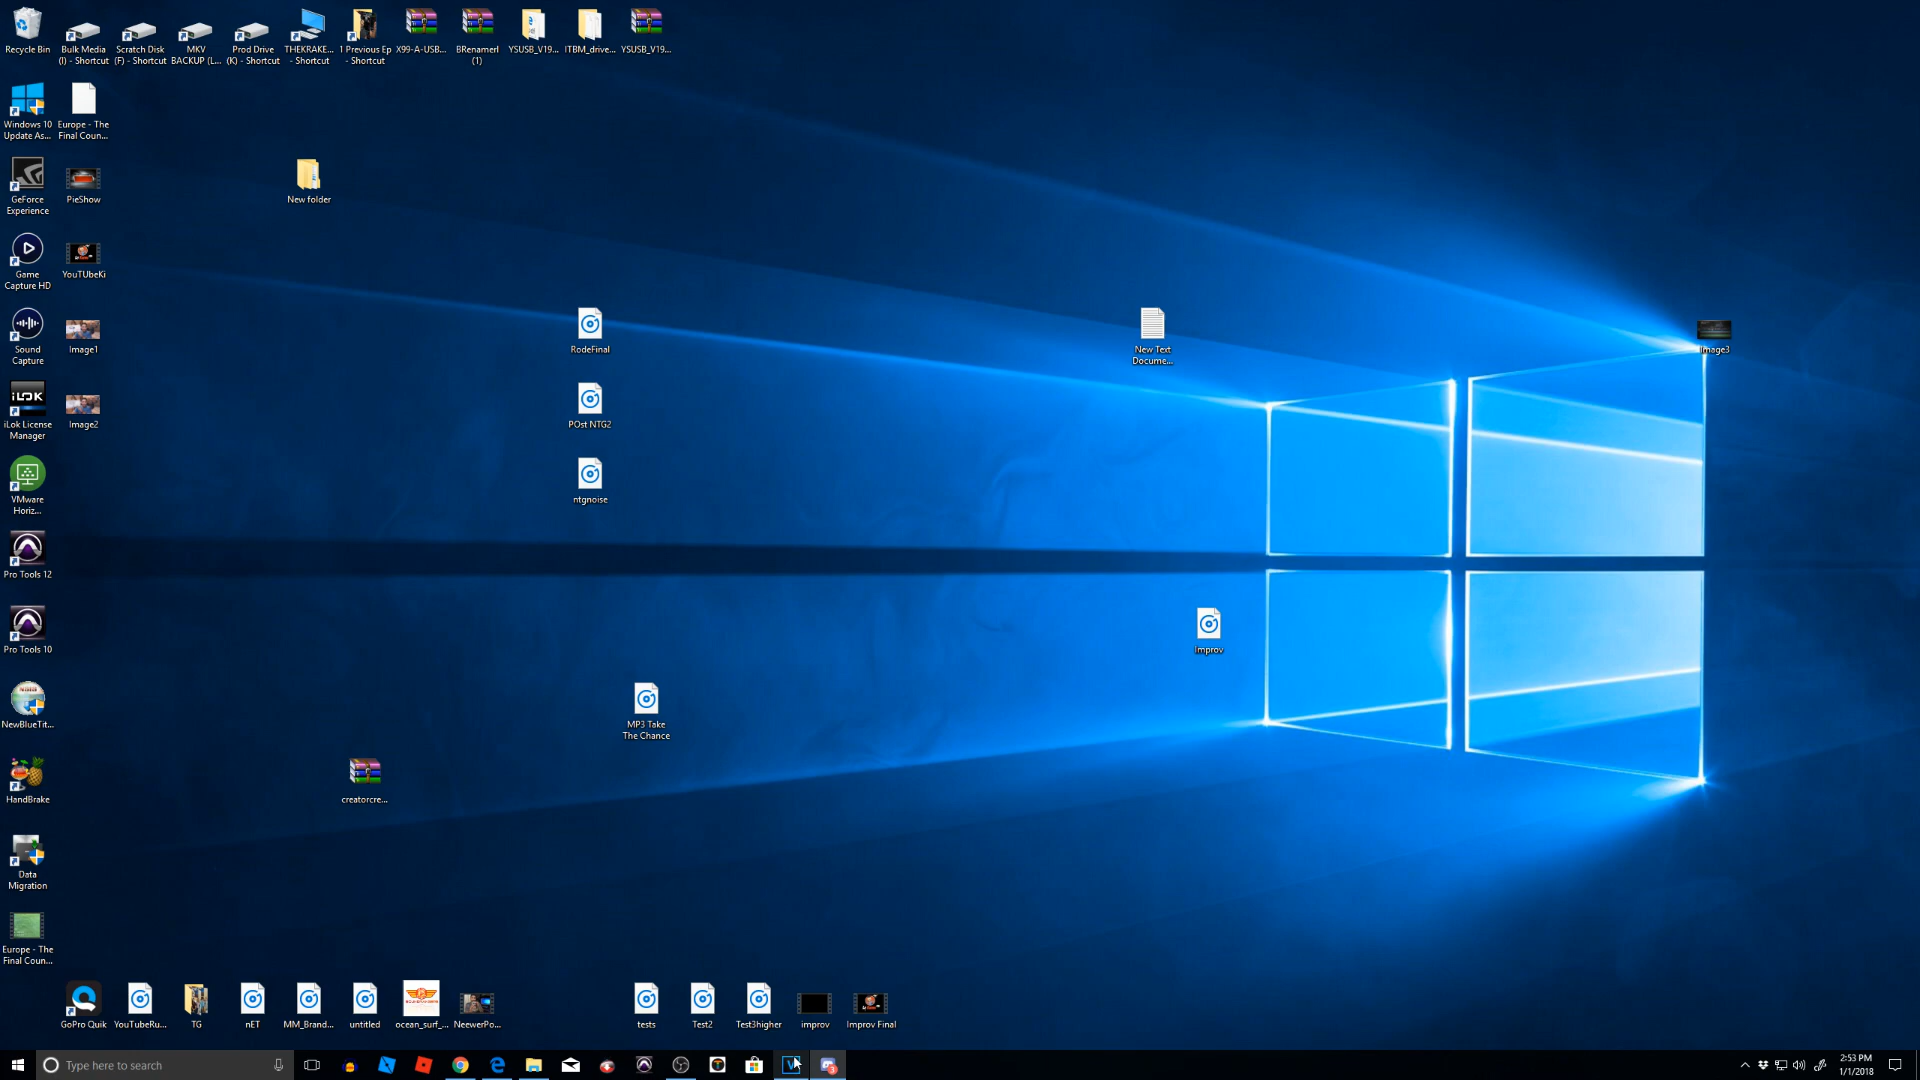 Recycle Bin
Bulk Media
(I) - Shortcut
Scratch Disk
(F) - Shortcut
MKV
BACKUP (L...
Prod Drive
(K) - Shortcut
THEKRAKE...
- Shortcut
1 Previous Ep
- Shortcut
X99-A-USB...
BRenamerI
(1)
YSUSB_V19...
ITBM_drive...
YSUSB_V19...
Windows 10
Update As...
Europe - The
Final Coun...
GeForce
Experience
PieShow
New folder
Game
Capture HD
YouTUbeKi
Sound
Capture
Image1
RodeFinal
New Text
Docume...
Image3
iLOK
iLok License
Manager
Image2
POst NTG2
VMware
Horiz...
ntgnoise
Pro Tools 12
Pro Tools 10
Improv
NewBlueTit...
MP3 Take
The Chance
HandBrake
creatorcre...
Data
Migration
Europe - The
Final Coun...
GoPro Quik
YouTubeRu...
TG
nET
MM_Brand...
untitled
ocean_surf_...
NeewerPo...
tests
Test2
Test3higher
improv
Improv Final
Type here to search
2:53 PM
1/1/2018